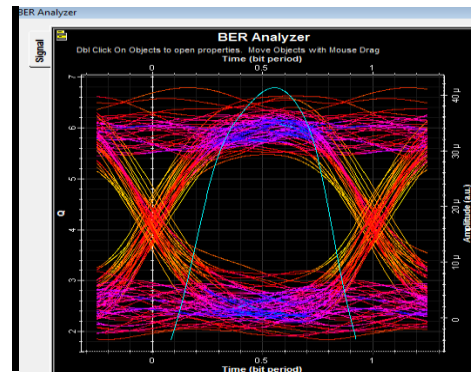 BER Analyzer
Signal
BER Analyzer
Dbl Click On Objects to open properties. Move Objects with Mouse Drag
Time (bit period)
0 0.5 1
7
6
5
4
3
2
Q
40 µ
30 µ
20 µ
10 µ
0
Amplitude (a.u.)
0 0.5 1
Time (bit period)